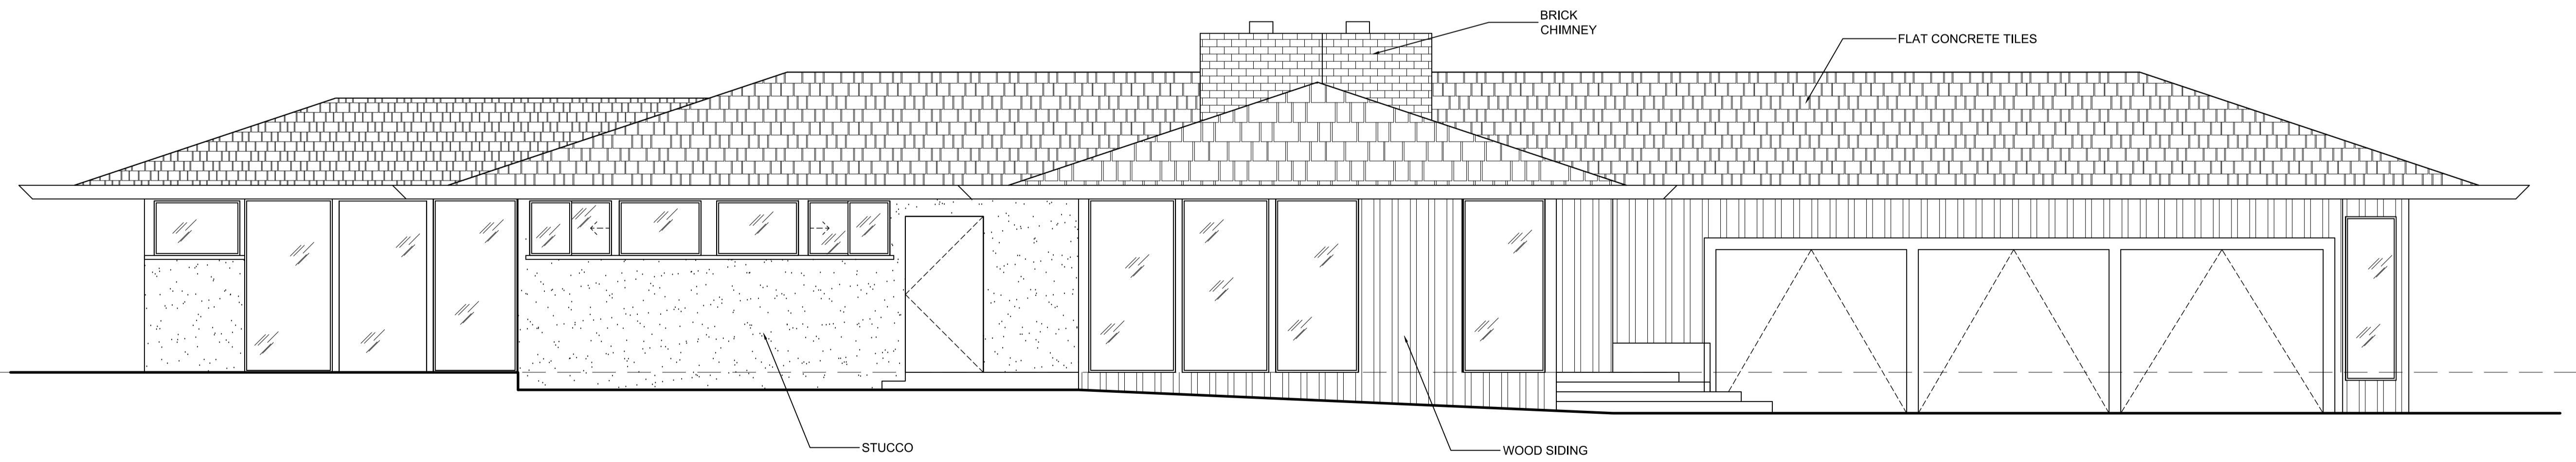 BRICK
CHIMNEY
FLAT CONCRETE TILES
STUCCO
WOOD SIDING